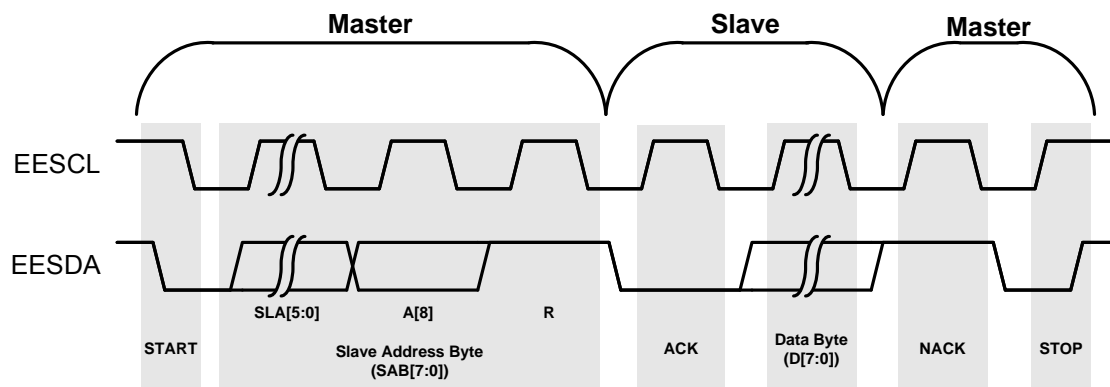 Master
Slave
Master
EESCL
EESDA
SLA[5:0]
A[8]
R
START
Slave Address Byte
(SAB[7:0])
ACK
Data Byte
(D[7:0])
NACK
STOP